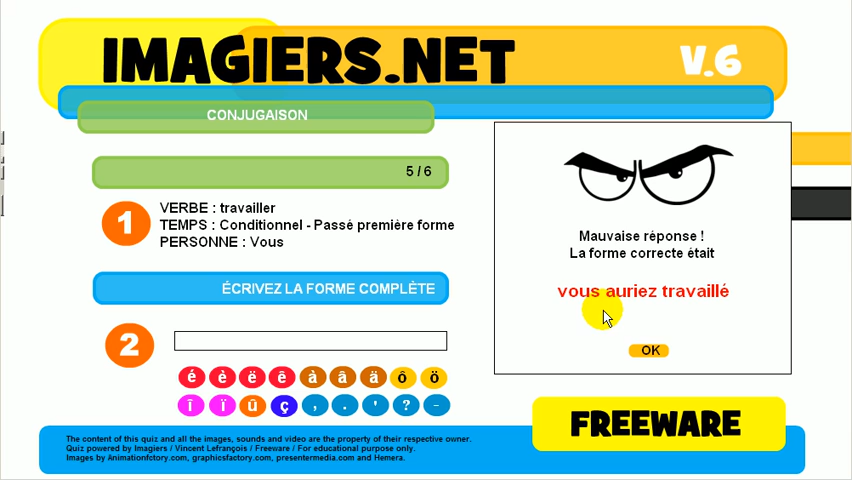 IMAGIERS.NET
V.6
CONJUGAISON
5 / 6
1
VERBE : travailler
TEMPS : Conditionnel - Passé première forme
PERSONNE : Vous
ÉCRIVEZ LA FORME COMPLÈTE
2
é è ë ê à â ä ô ö
î ï û ç , . ' ? -
Mauvaise réponse !
La forme correcte était
vous auriez travaillé
OK
FREEWARE
The content of this quiz and all the images, sounds and video are the property of their respective owner.
Quiz powered by Imagiers / Vincent Lefrançois / Freeware / For educational purpose only.
Images by Animationfctory.com, graphicsfactory.com, presentermedia.com and Hemera.